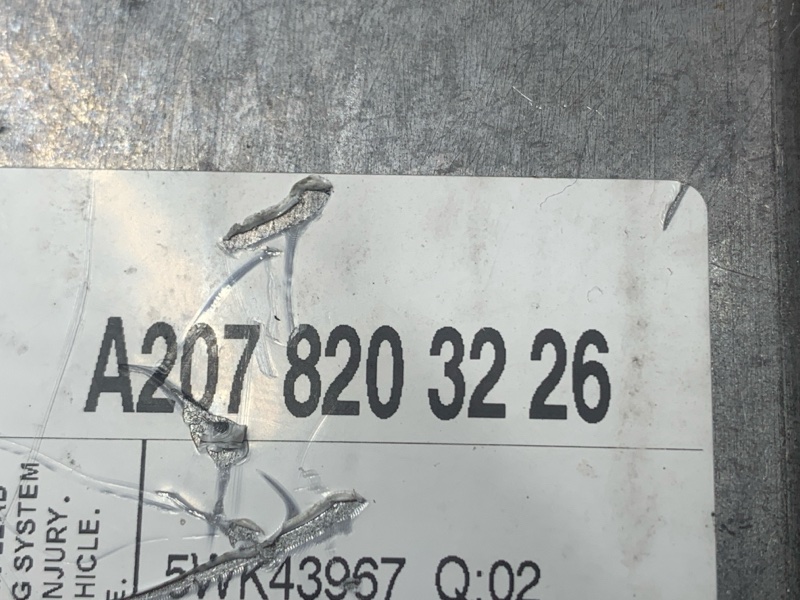 A207 820 32 26
G SYSTEM
NJURY.
HICLE.
E.
5WK43967 Q:02